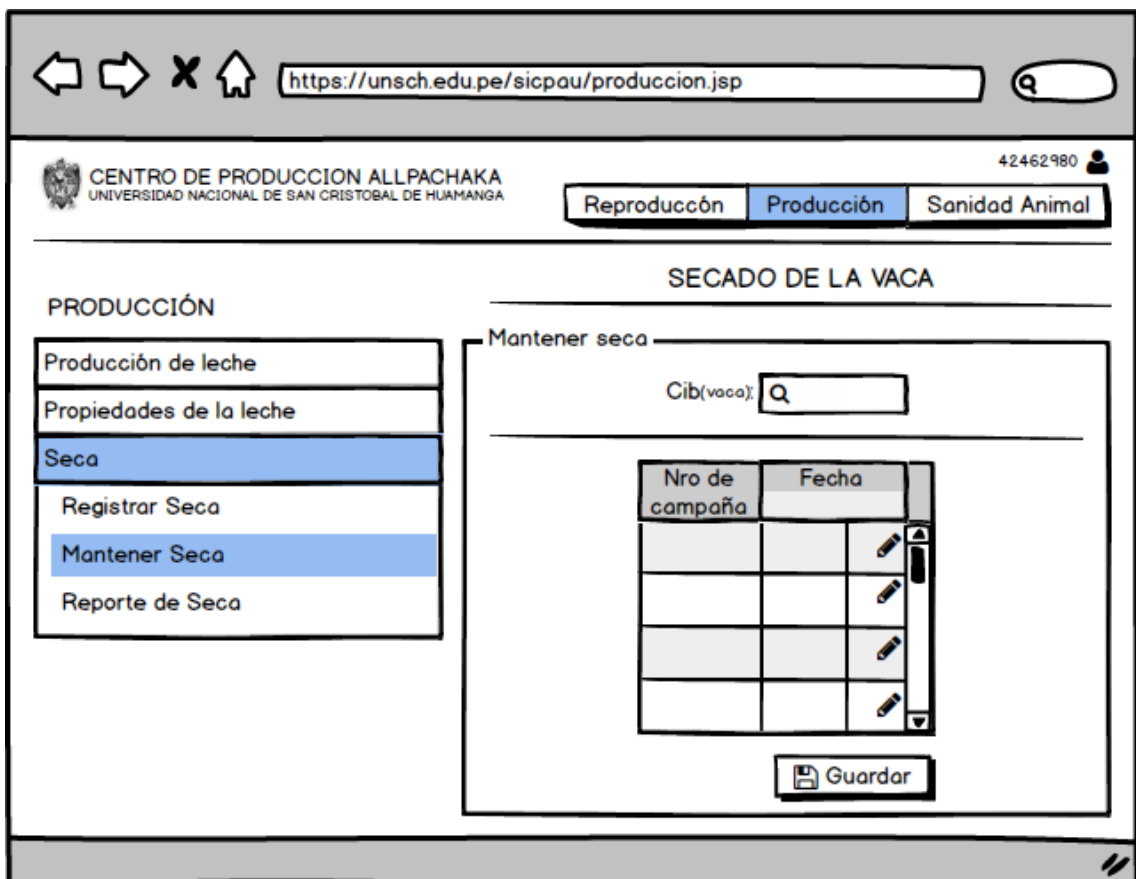 https://unsch.edu.pe/sicpau/produccion.jsp
42462980
CENTRO DE PRODUCCION ALLPACHAKA
UNIVERSIDAD NACIONAL DE SAN CRISTOBAL DE HUAMANGA
Reproduccón Producción Sanidad Animal
SECADO DE LA VACA
PRODUCCIÓN
Producción de leche
Propiedades de la leche
Seca
Registrar Seca
Mantener Seca
Reporte de Seca
Mantener seca
Cib(vaca):
Nro de campaña Fecha
Guardar